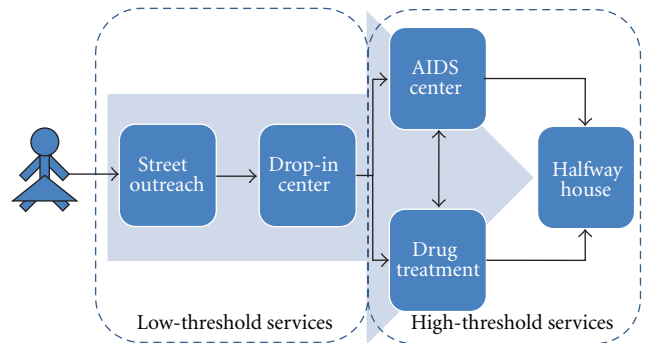 Street
outreach
Drop-in
center
AIDS
center
Drug
treatment
Halfway
house
Low-threshold services
High-threshold services